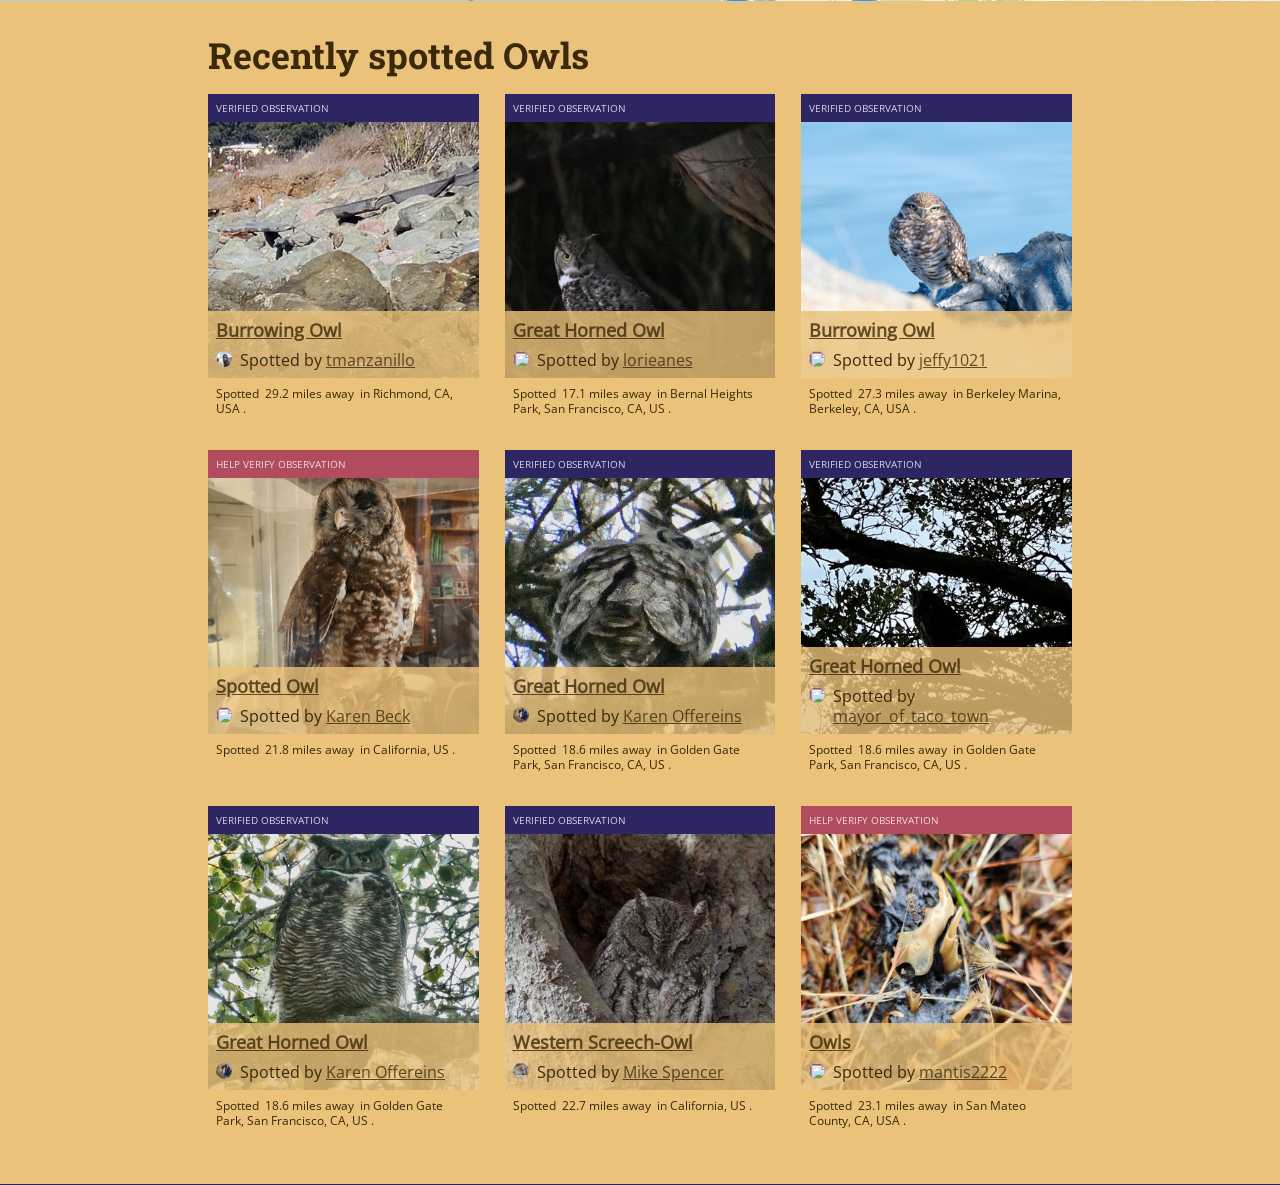 Recently spotted Owls
VERIFIED OBSERVATION
Burrowing Owl
Spotted by tmanzanillo
Spotted 29.2 miles away in Richmond, CA,
USA .
VERIFIED OBSERVATION
Great Horned Owl
Spotted by lorieanes
Spotted 17.1 miles away in Bernal Heights
Park, San Francisco, CA, US .
VERIFIED OBSERVATION
Burrowing Owl
Spotted by jeffy1021
Spotted 27.3 miles away in Berkeley Marina,
Berkeley, CA, USA .
HELP VERIFY OBSERVATION
Spotted Owl
Spotted by Karen Beck
Spotted 21.8 miles away in California, US .
VERIFIED OBSERVATION
Great Horned Owl
Spotted by Karen Offereins
Spotted 18.6 miles away in Golden Gate
Park, San Francisco, CA, US .
VERIFIED OBSERVATION
Great Horned Owl
Spotted by
mayor_of_taco_town
Spotted 18.6 miles away in Golden Gate
Park, San Francisco, CA, US .
VERIFIED OBSERVATION
Great Horned Owl
Spotted by Karen Offereins
Spotted 18.6 miles away in Golden Gate
Park, San Francisco, CA, US .
VERIFIED OBSERVATION
Western Screech-Owl
Spotted by Mike Spencer
Spotted 22.7 miles away in California, US .
HELP VERIFY OBSERVATION
Owls
Spotted by mantis2222
Spotted 23.1 miles away in San Mateo
County, CA, USA .